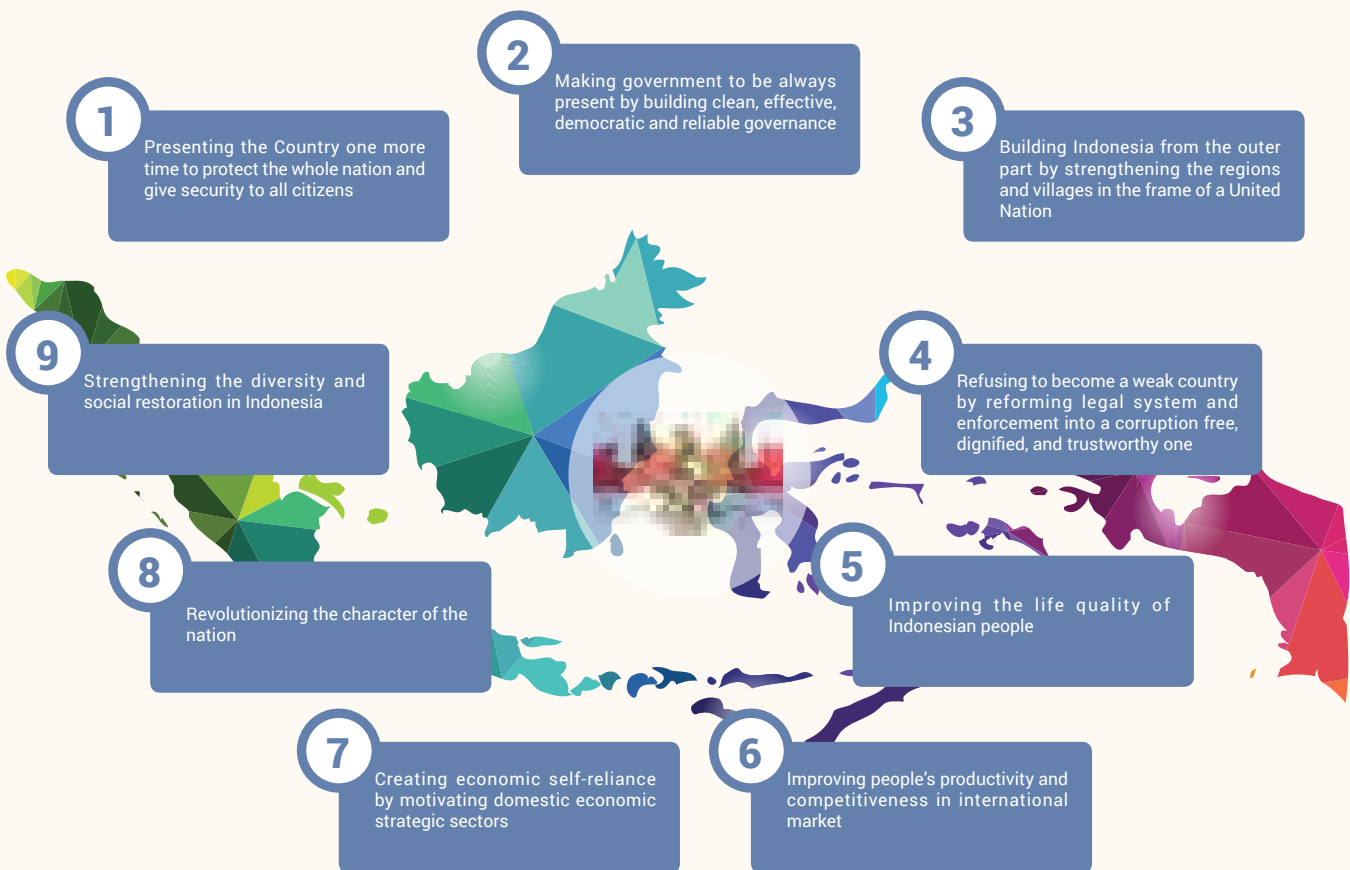 1
Presenting the Country one more
time to protect the whole nation and
give security to all citizens
2
Making government to be always
present by building clean, effective,
democratic and reliable governance
3
Building Indonesia from the outer
part by strengthening the regions
and villages in the frame of a United
Nation
4
Refusing to become a weak country
by reforming legal system and
enforcement into a corruption free,
dignified, and trustworthy one
5
Improving the life quality of
Indonesian people
6
Improving people's productivity and
competitiveness in international
market
7
Creating economic self-reliance
by motivating domestic economic
strategic sectors
8
Revolutionizing the character of the
nation
9
Strengthening the diversity and
social restoration in Indonesia